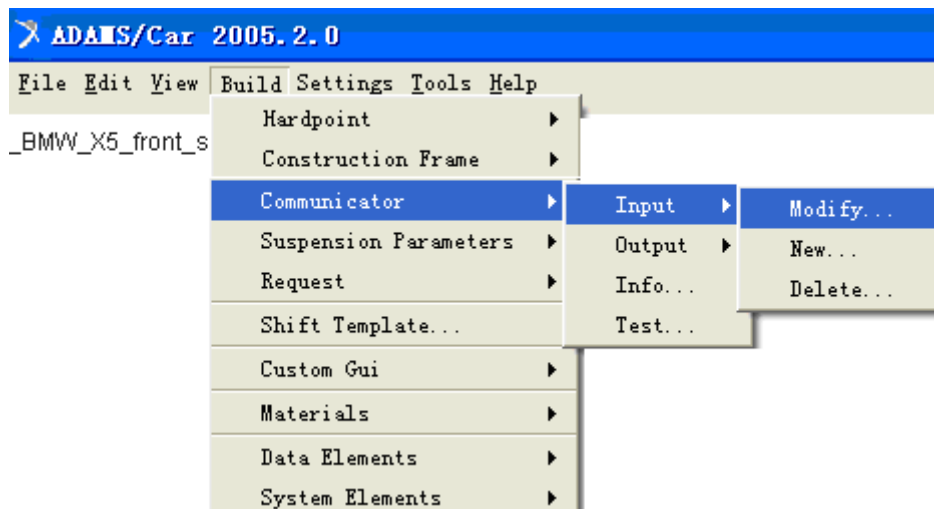 ADAMS/Car 2005.2.0
File Edit View Build Settings Tools Help
_BMW_X5_front_s
Hardpoint
Construction Frame
Communicator
Suspension Parameters
Request
Shift Template...
Custom Gui
Materials
Data Elements
System Elements
Input
Output
Info...
Test...
Modify...
New...
Delete...